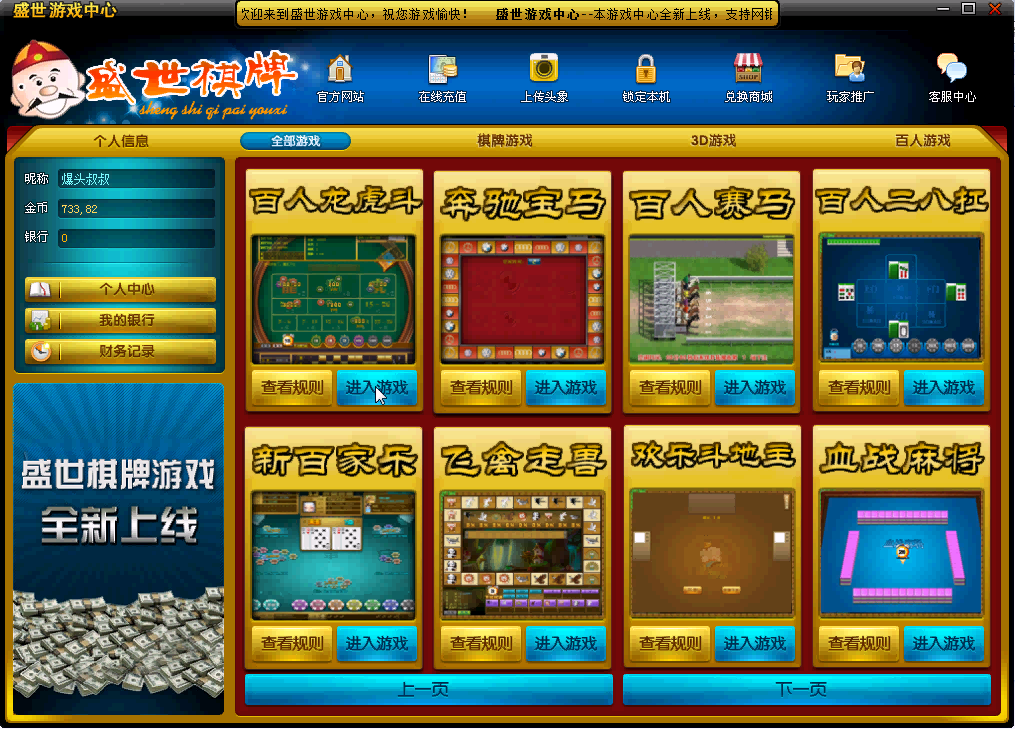 盛世游戏中心
欢迎来到盛世游戏中心，祝您游戏愉快！ 盛世游戏中心--本游戏中心全新上线，支持网银
盛世棋牌
sheng shi qi pai youxi
官方网站 在线充值 上传头象 锁定本机 兑换商城 玩家推广 客服中心
个人信息 全部游戏 棋牌游戏 3D游戏 百人游戏
昵称 爆头叔叔
金币 733,82
银行 0
个人中心
我的银行
财务记录
盛世棋牌游戏
全新上线
百人龙虎斗 奔驰宝马 百人赛马 百人二八扛
查看规则 进入游戏 查看规则 进入游戏 查看规则 进入游戏 查看规则 进入游戏
新百家乐 飞禽走兽 欢乐斗地主 血战麻将
查看规则 进入游戏 查看规则 进入游戏 查看规则 进入游戏 查看规则 进入游戏
上一页 下一页